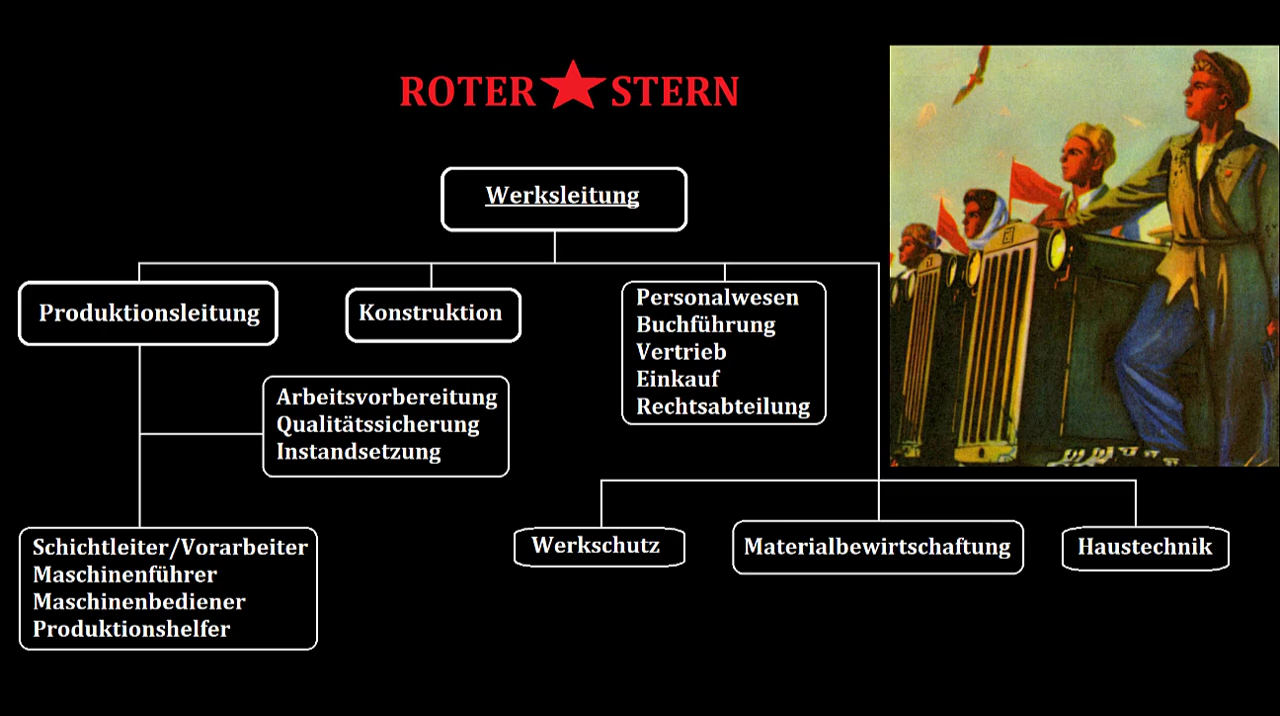 ROTER STERN
Werksleitung
Produktionsleitung
Konstruktion
Personalwesen
Buchführung
Vertrieb
Einkauf
Rechtsabteilung
Arbeitsvorbereitung
Qualitätssicherung
Instandsetzung
Schichtleiter/Vorarbeiter
Maschinenführer
Maschinenbediener
Produktionshelfer
Werkschutz
Materialbewirtschaftung
Haustechnik